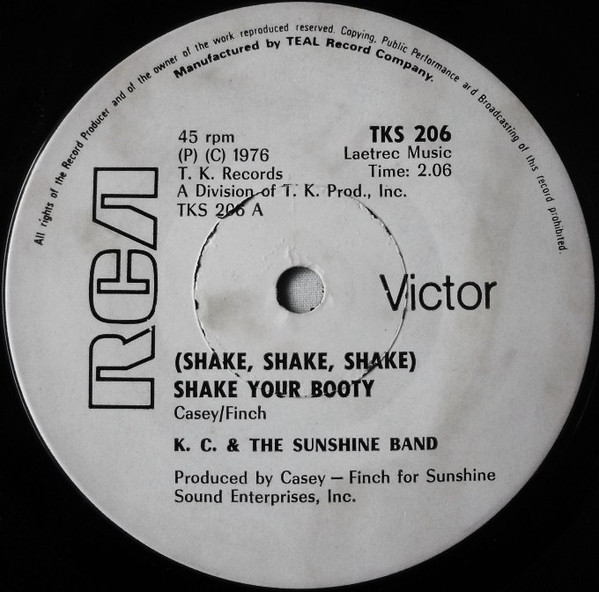 All rights of the Record Producer and of the owner of the work reproduced reserved. Copying, Public Performance and Broadcasting of this record prohibited.
Manufactured by TEAL Record Company.
45 rpm
TKS 206
(P) (C) 1976
Laetrec Music
T. K. Records
Time: 2.06
A Division of T. K. Prod., Inc.
TKS 206 A
RCA
Victor
(SHAKE, SHAKE, SHAKE)
SHAKE YOUR BOOTY
Casey/Finch
K. C. & THE SUNSHINE BAND
Produced by Casey – Finch for Sunshine
Sound Enterprises, Inc.